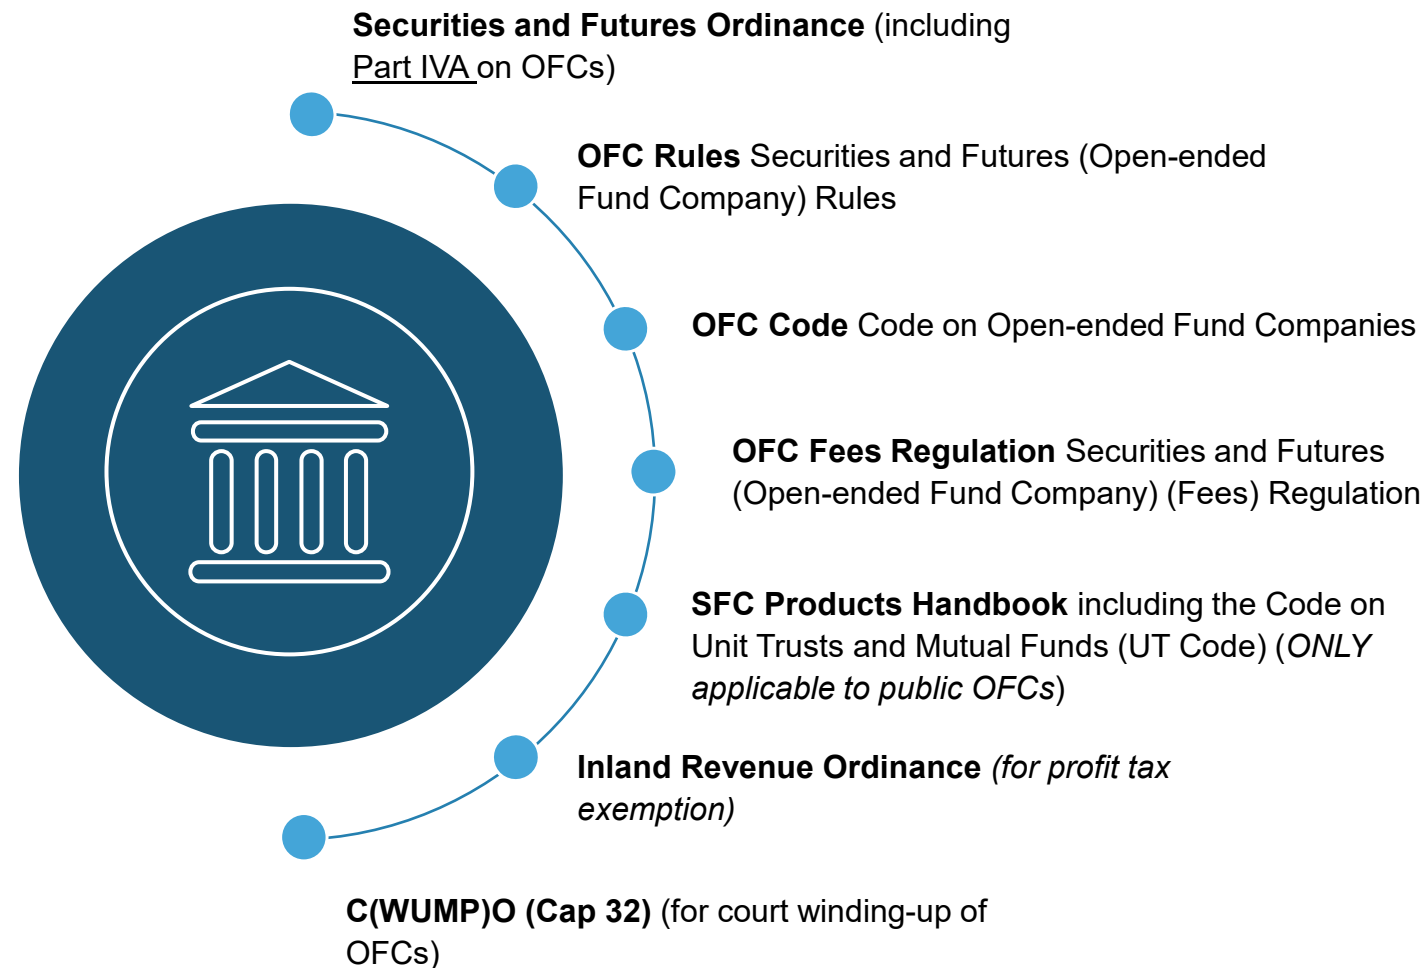 Securities and Futures Ordinance (including
Part IVA on OFCs)
OFC Rules Securities and Futures (Open-ended
Fund Company) Rules
OFC Code Code on Open-ended Fund Companies
OFC Fees Regulation Securities and Futures
(Open-ended Fund Company) (Fees) Regulation
SFC Products Handbook including the Code on
Unit Trusts and Mutual Funds (UT Code) (ONLY
applicable to public OFCs)
Inland Revenue Ordinance (for profit tax
exemption)
C(WUMP)O (Cap 32) (for court winding-up of
OFCs)